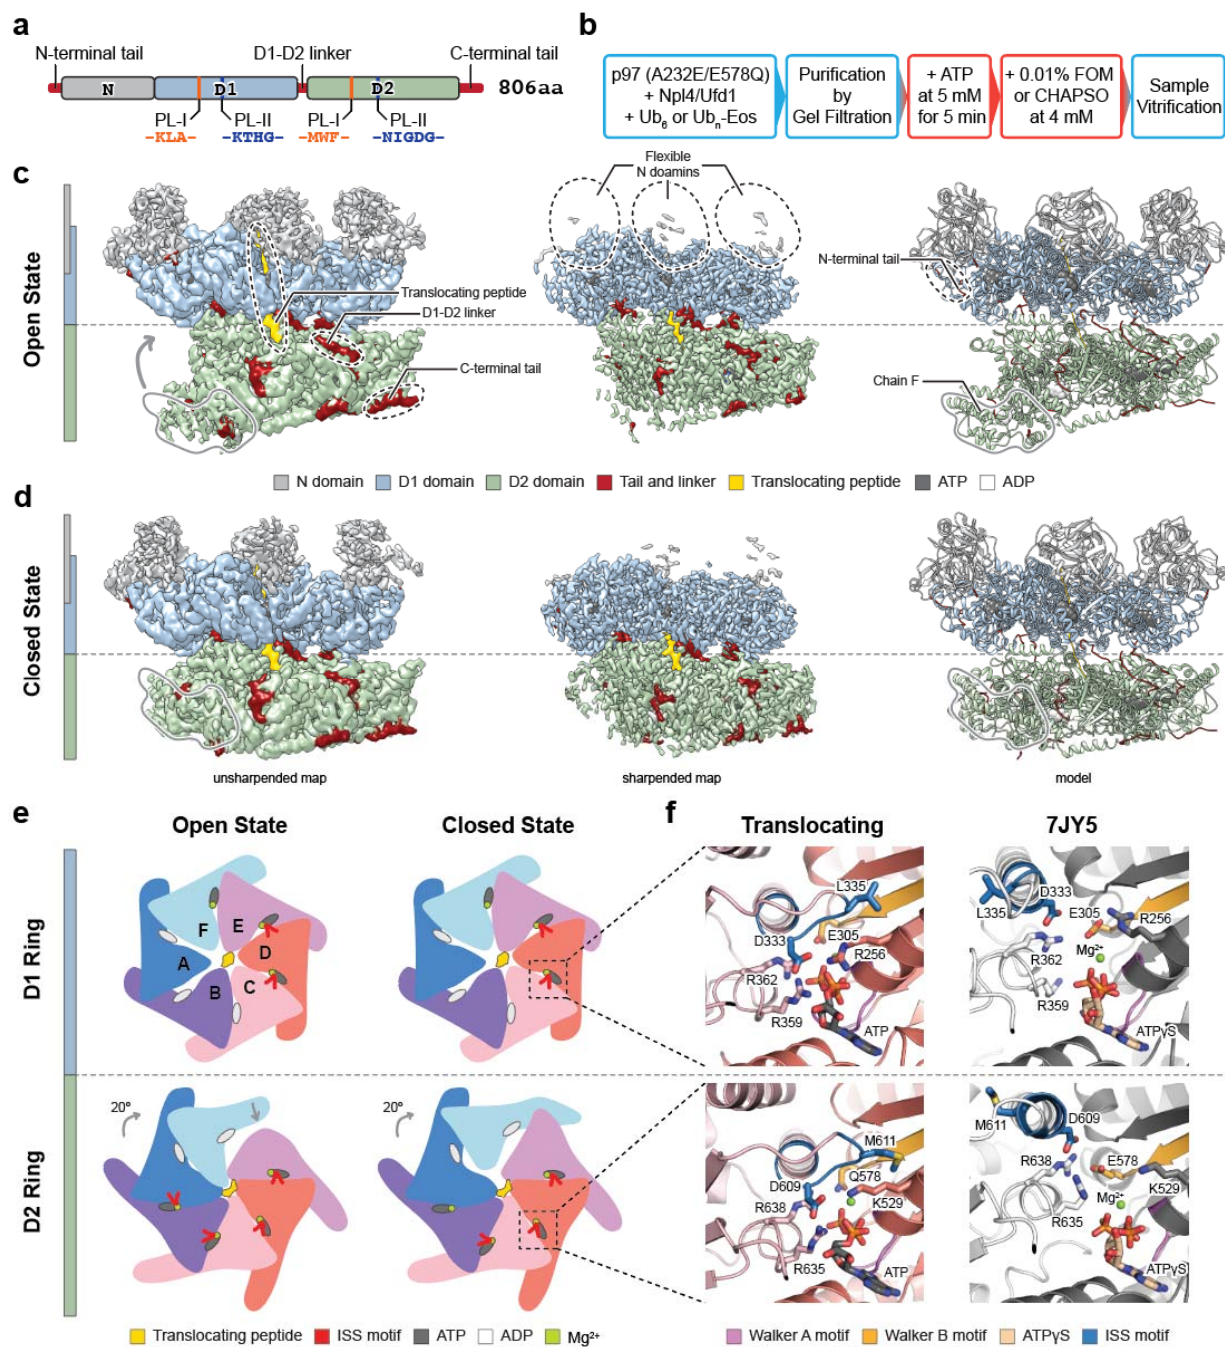 a
N-terminal tail
D1-D2 linker
C-terminal tail
N
D1
D2
806aa
PL-I
PL-II
PL-I
PL-II
-KLA-
-KTHG-
-MWF-
-NIGDG-
b
p97 (A232E/E578Q)
+ Npl4/Ufd1
+ Ub6 or Ubn-Eos
Purification
by
Gel Filtration
+ ATP
at 5 mM
for 5 min
+ 0.01% FOM
or CHAPSO
at 4 mM
Sample
Vitrification
c
Open State
Translocating peptide
D1-D2 linker
C-terminal tail
Flexible
N doamins
N-terminal tail
Chain F
N domain
D1 domain
D2 domain
Tail and linker
Translocating peptide
ATP
ADP
d
Closed State
unsharpended map
sharpended map
model
e
Open State
Closed State
D1 Ring
F
E
A
D
B
C
D2 Ring
20°
20°
Translocating peptide
ISS motif
ATP
ADP
Mg²⁺
f
Translocating
7JY5
L335
D333
E305
R256
R362
R359
ATP
D333
L335
E305
R256
R362
Mg²⁺
R359
ATPγS
M611
Q578
D609
K529
R638
R635
ATP
M611
D609
R638
E578
K529
Mg²⁺
R635
ATPγS
Walker A motif
Walker B motif
ATPγS
ISS motif